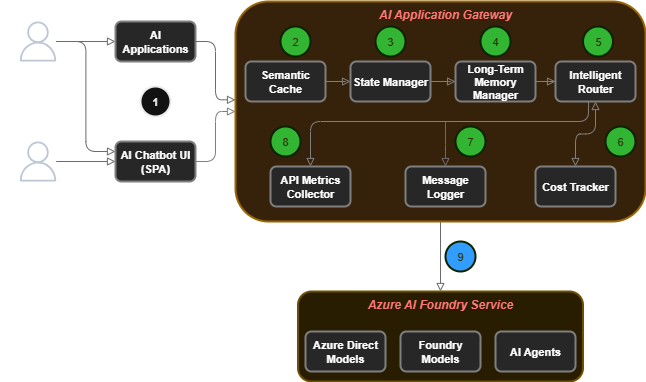 AI Application Gateway
AI
Applications
2
3
4
5
Semantic
Cache
State Manager
Long-Term
Memory
Manager
Intelligent
Router
1
AI Chatbot UI
(SPA)
8
7
6
API Metrics
Collector
Message
Logger
Cost Tracker
9
Azure AI Foundry Service
Azure Direct
Models
Foundry
Models
AI Agents